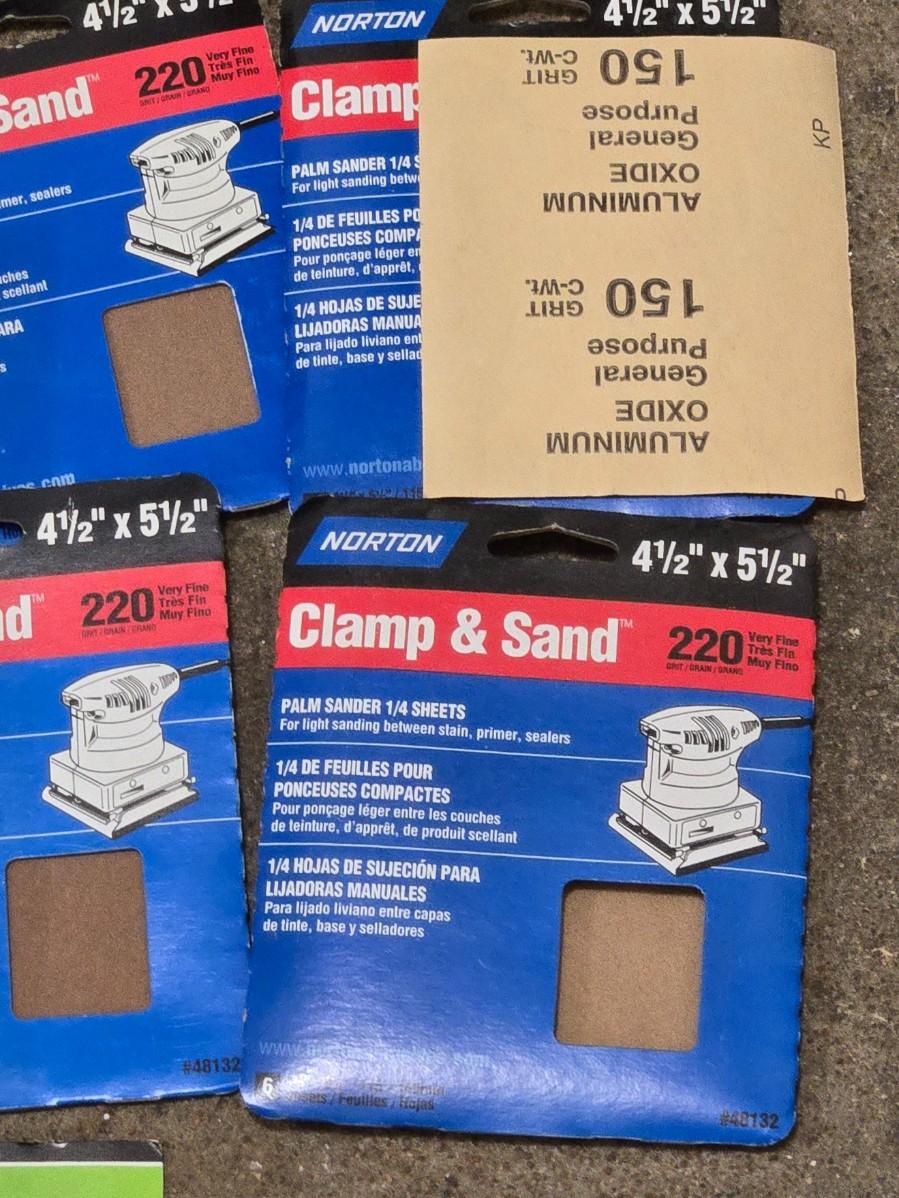 4½" x 5½"
Sand™
220
Very Fine
Très Fin
Muy Fino
GRIT / GRAIN / GRANO
mer, sealers
ches
scellant
ARA
s
.com
NORTON
4½" x 5½"
Clamp
PALM SANDER 1/4 S
For light sanding betw
1/4 DE FEUILLES PO
PONCEUSES COMPA
Pour ponçage léger en
de teinture, d'apprêt,
1/4 HOJAS DE SUJE
LIJADORAS MANUA
Para lijado liviano ent
de tinte, base y sellad
www.nortonab
ALUMINUM
OXIDE
General
Purpose
150 GRIT
C-Wt.
ALUMINUM
OXIDE
General
Purpose
150 GRIT
C-Wt.
KP
4½" x 5½"
nd™
220
Very Fine
Très Fin
Muy Fino
GRIT / GRAIN / GRANO
#48132
NORTON
4½" x 5½"
Clamp & Sand™
220
Very Fine
Très Fin
Muy Fino
GRIT / GRAIN / GRANO
PALM SANDER 1/4 SHEETS
For light sanding between stain, primer, sealers
1/4 DE FEUILLES POUR
PONCEUSES COMPACTES
Pour ponçage léger entre les couches
de teinture, d'apprêt, de produit scellant
1/4 HOJAS DE SUJECIÓN PARA
LIJADORAS MANUALES
Para lijado liviano entre capas
de tinte, base y selladores
6
Sheets / Feuilles / Hojas
#48132